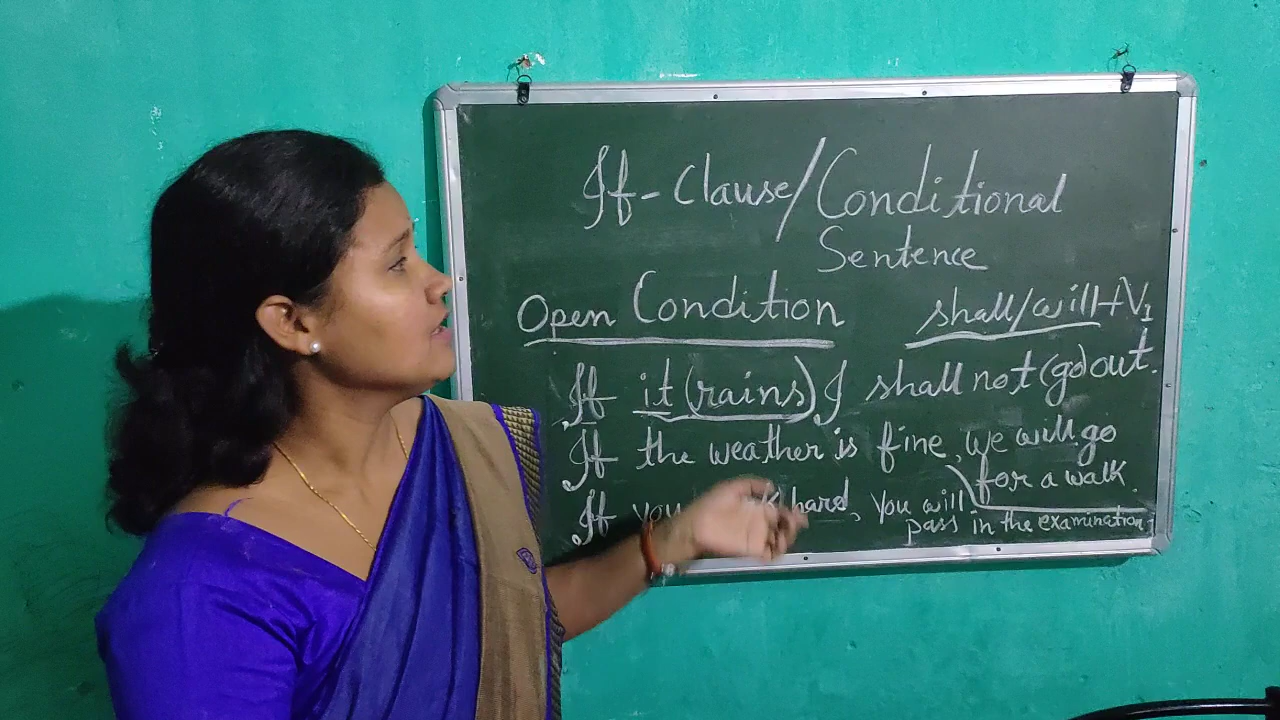 If-Clause/Conditional
Sentence
Open Condition shall/will+V1
If it (rains) I shall not (go) out.
If the weather is fine, we will go
for a walk.
If you hard, you will
pass in the examination.